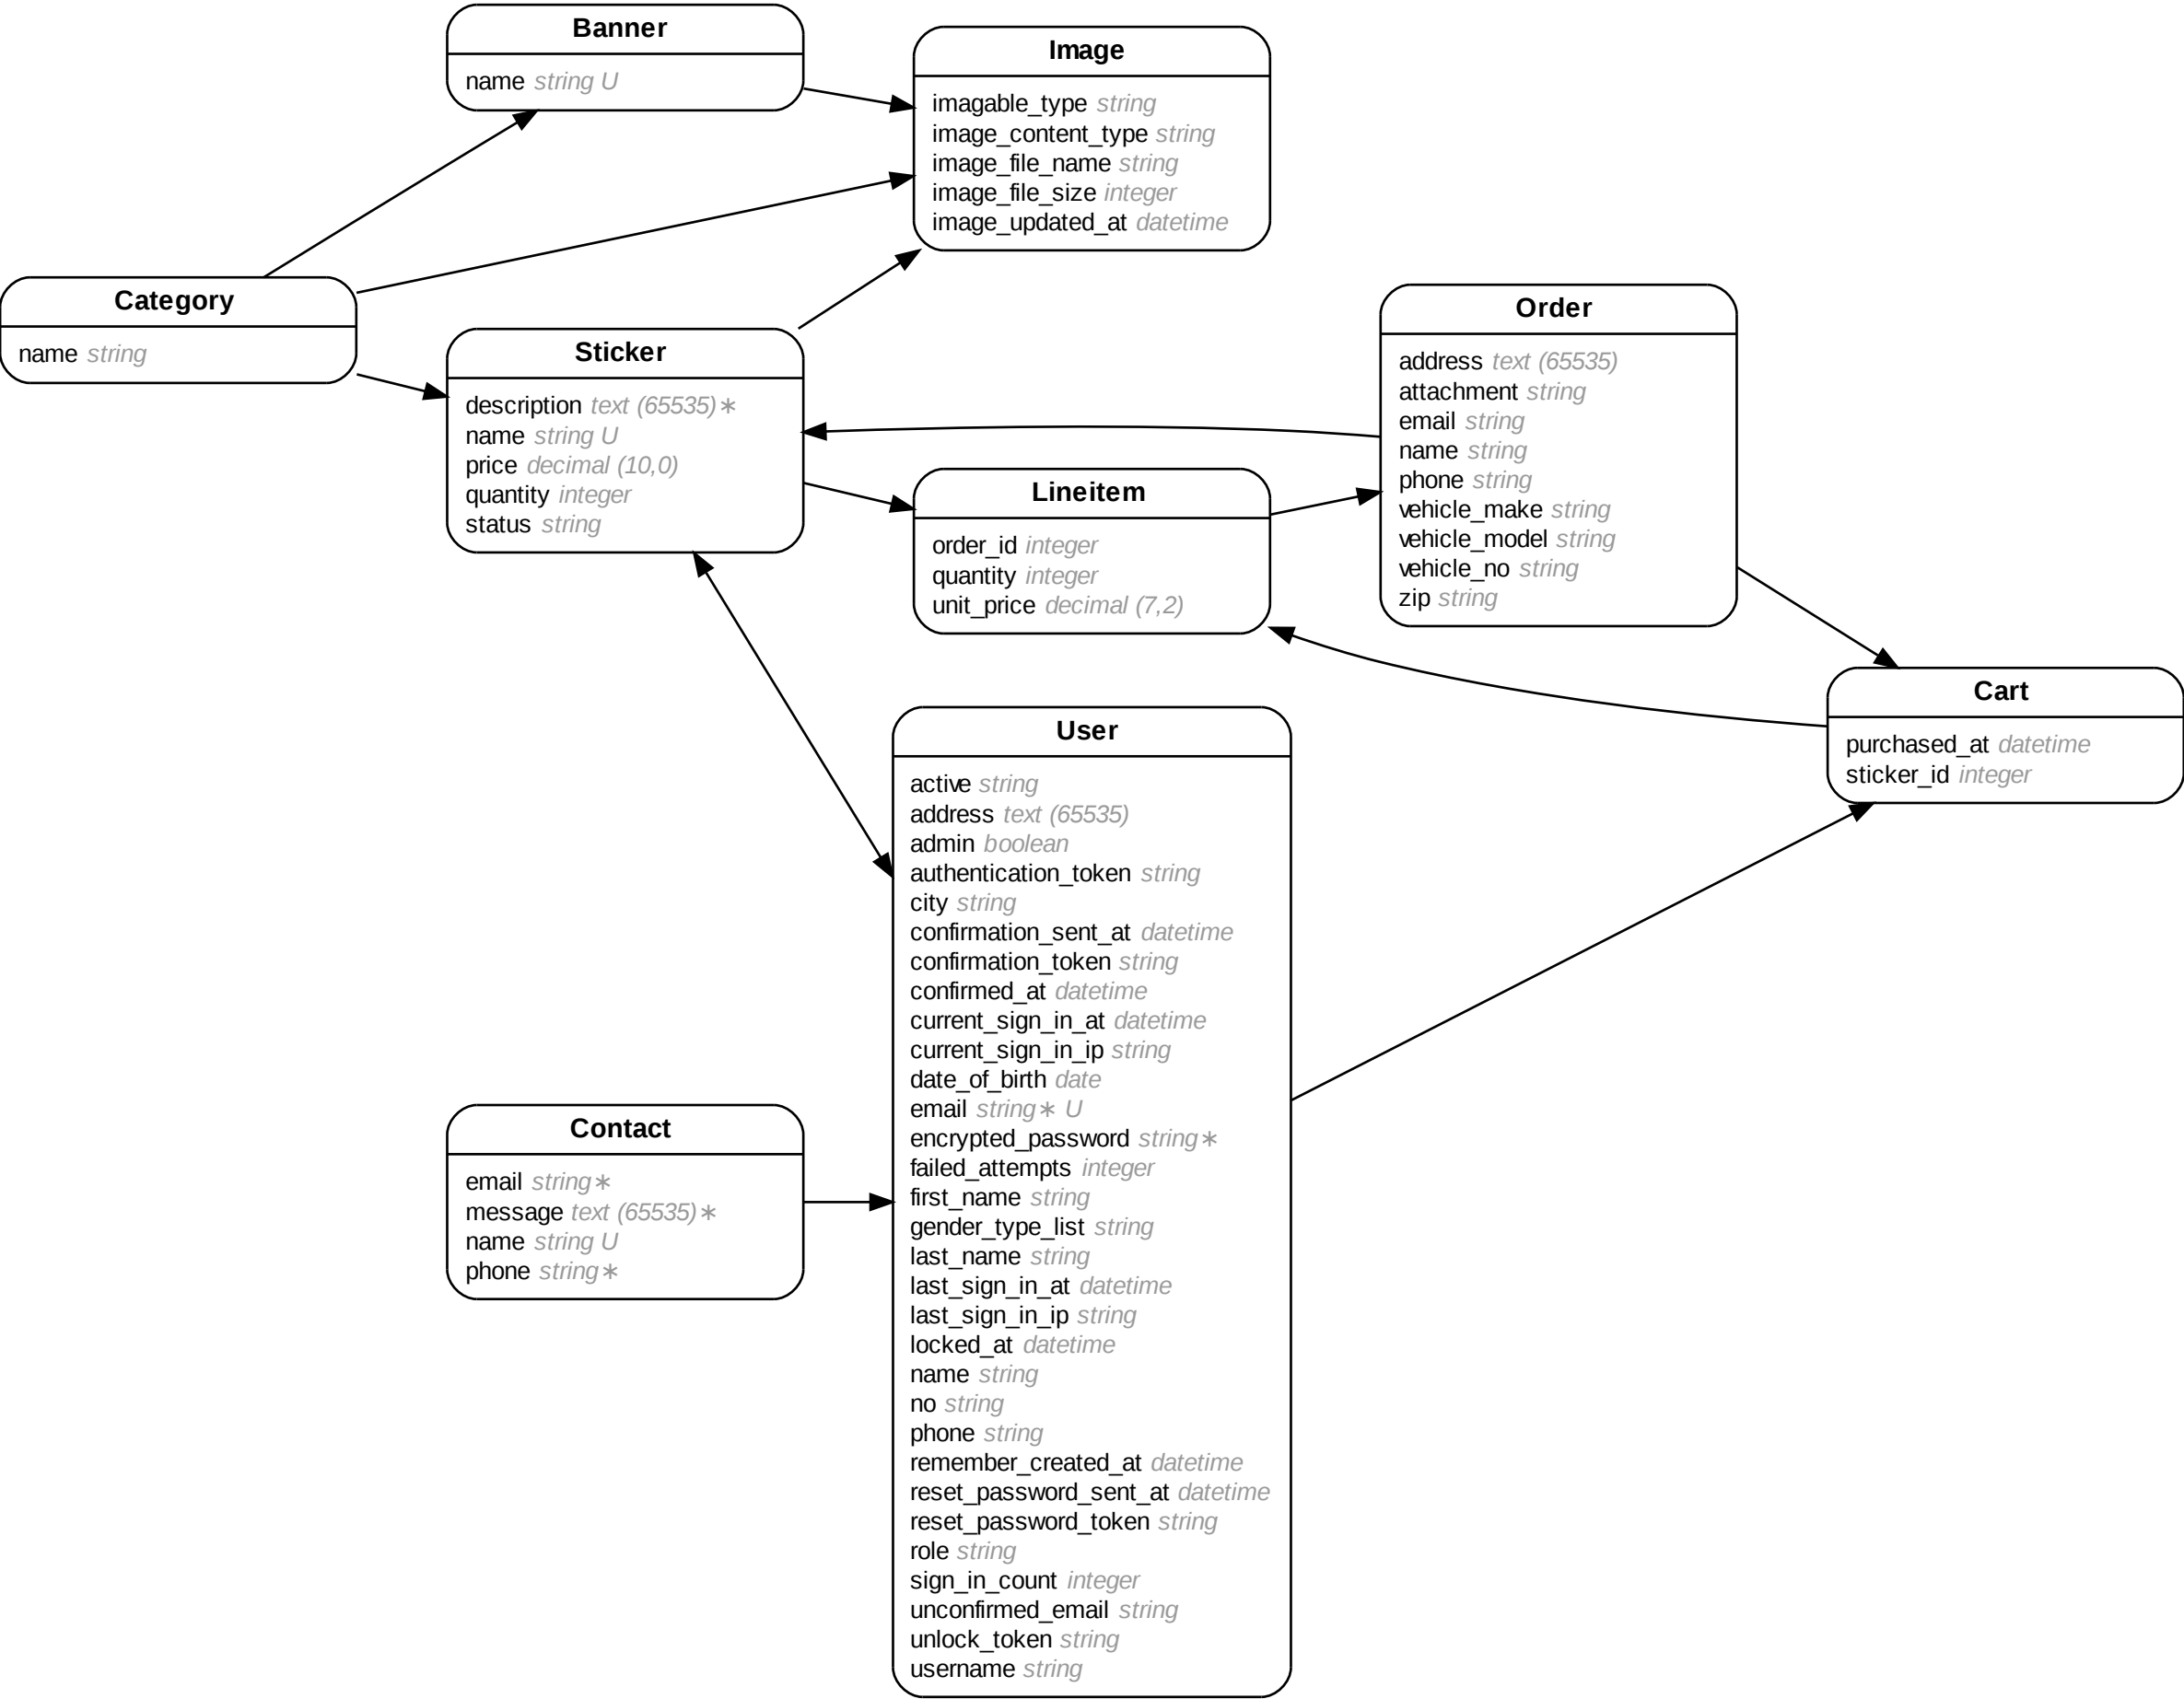 Banner
name string U
Image
imagable_type string
image_content_type string
image_file_name string
image_file_size integer
image_updated_at datetime
Category
name string
Sticker
description text (65535)∗
name string U
price decimal (10,0)
quantity integer
status string
Order
address text (65535)
attachment string
email string
name string
phone string
vehicle_make string
vehicle_model string
vehicle_no string
zip string
Lineitem
order_id integer
quantity integer
unit_price decimal (7,2)
Cart
purchased_at datetime
sticker_id integer
User
active string
address text (65535)
admin boolean
authentication_token string
city string
confirmation_sent_at datetime
confirmation_token string
confirmed_at datetime
current_sign_in_at datetime
current_sign_in_ip string
date_of_birth date
email string∗ U
encrypted_password string∗
failed_attempts integer
first_name string
gender_type_list string
last_name string
last_sign_in_at datetime
last_sign_in_ip string
locked_at datetime
name string
no string
phone string
remember_created_at datetime
reset_password_sent_at datetime
reset_password_token string
role string
sign_in_count integer
unconfirmed_email string
unlock_token string
username string
Contact
email string∗
message text (65535)∗
name string U
phone string∗